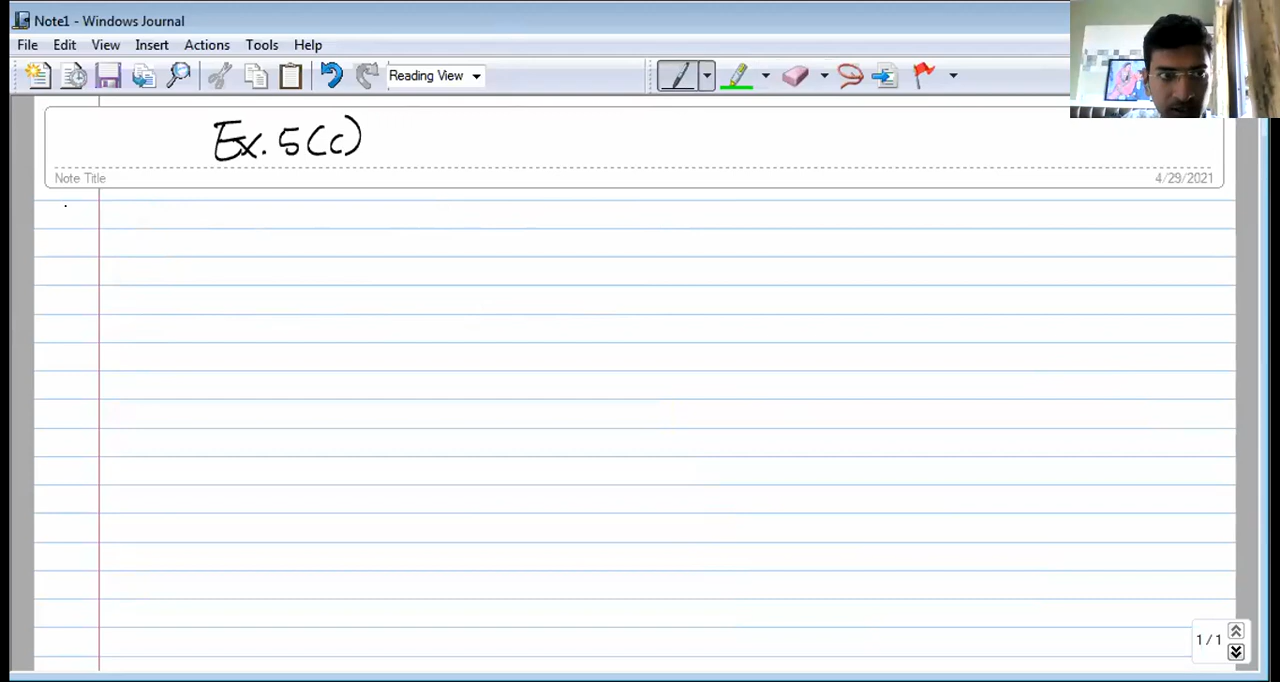 Note1 - Windows Journal
File Edit View Insert Actions Tools Help
Reading View
Ex. 5(c)
Note Title
4/29/2021
1 / 1